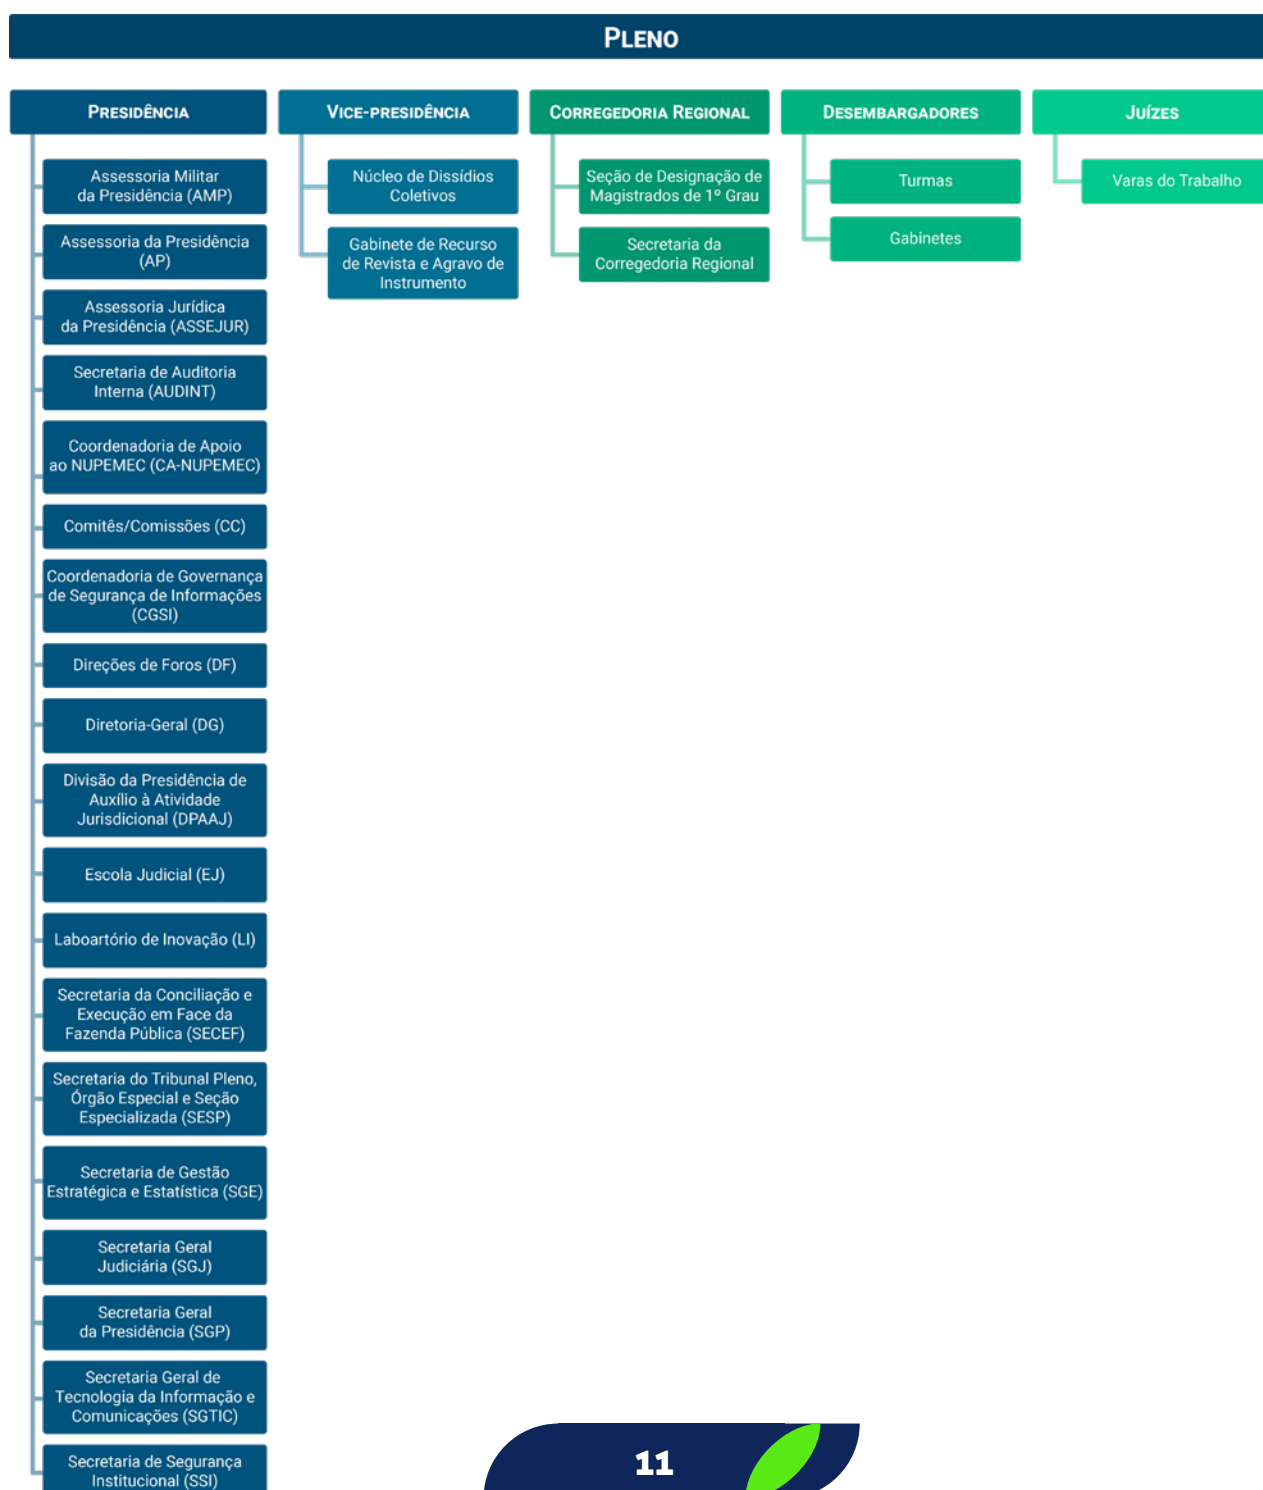 PLENO
PRESIDÊNCIA
Assessoria Militar
da Presidência (AMP)
Assessoria da Presidência
(AP)
Assessoria Jurídica
da Presidência (ASSEJUR)
Secretaria de Auditoria
Interna (AUDINT)
Coordenadoria de Apoio
ao NUPEMEC (CA-NUPEMEC)
Comitês/Comissões (CC)
Coordenadoria de Governança
de Segurança de Informações
(CGSI)
Direções de Foros (DF)
Diretoria-Geral (DG)
Divisão da Presidência de
Auxílio à Atividade
Jurisdicional (DPAAJ)
Escola Judicial (EJ)
Laboartório de Inovação (LI)
Secretaria da Conciliação e
Execução em Face da
Fazenda Pública (SECEF)
Secretaria do Tribunal Pleno,
Órgão Especial e Seção
Especializada (SESP)
Secretaria de Gestão
Estratégica e Estatística (SGE)
Secretaria Geral
Judiciária (SGJ)
Secretaria Geral
da Presidência (SGP)
Secretaria Geral de
Tecnologia da Informação e
Comunicações (SGTIC)
Secretaria de Segurança
Institucional (SSI)
VICE-PRESIDÊNCIA
Núcleo de Dissídios
Coletivos
Gabinete de Recurso
de Revista e Agravo de
Instrumento
CORREGEDORIA REGIONAL
Seção de Designação de
Magistrados de 1º Grau
Secretaria da
Corregedoria Regional
DESEMBARGADORES
Turmas
Gabinetes
JUÍZES
Varas do Trabalho
11